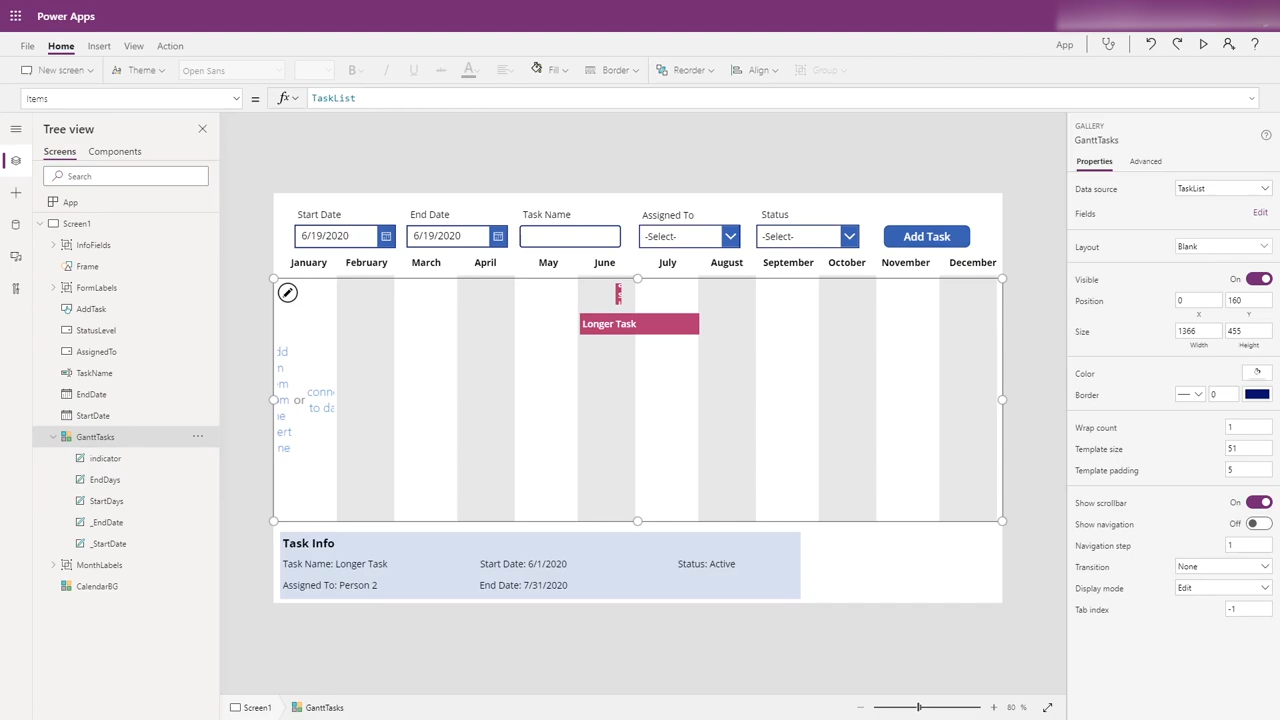 Power Apps
File Home Insert View Action App
New screen Theme Open Sans B I U abc A Fill Border Reorder Align Group
Items = fx TaskList
Tree view
Screens Components
Search
App
Screen1
InfoFields
Frame
FormLabels
AddTask
StatusLevel
AssignedTo
TaskName
EndDate
StartDate
GanttTasks
indicator
EndDays
StartDays
_EndDate
_StartDate
MonthLabels
CalendarBG
Start Date End Date Task Name Assigned To Status
6/19/2020 6/19/2020 -Select- -Select- Add Task
January February March April May June July August September October November December
Longer Task
or
to
Task Info
Task Name: Longer Task Start Date: 6/1/2020 Status: Active
Assigned To: Person 2 End Date: 7/31/2020
GALLERY
GanttTasks
Properties Advanced
Data source TaskList
Fields Edit
Layout Blank
Visible On
Position 0 160
X Y
Size 1366 455
Width Height
Color
Border 0
Wrap count 1
Template size 51
Template padding 5
Show scrollbar On
Show navigation Off
Navigation step 1
Transition None
Display mode Edit
Tab index -1
Screen1 GanttTasks 80 %